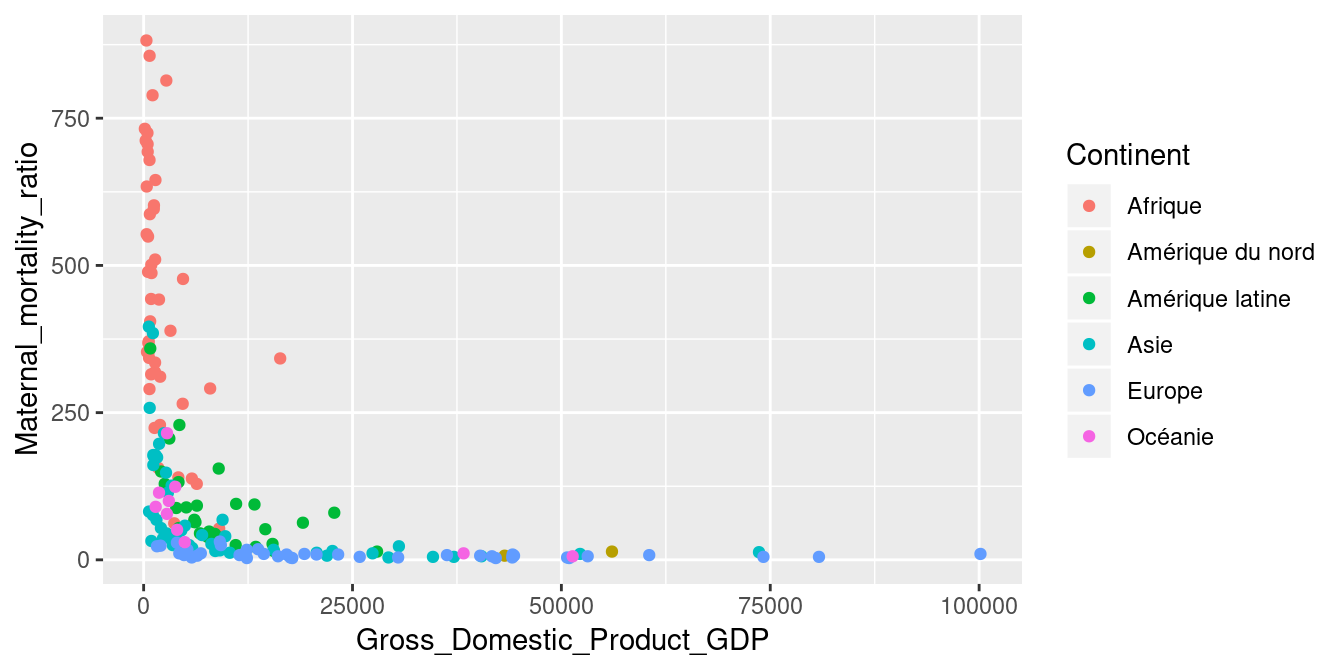 Maternal_mortality_ratio
750
500
250
0
0
25000
50000
75000
100000
Gross_Domestic_Product_GDP
Continent
Afrique
Amérique du nord
Amérique latine
Asie
Europe
Océanie